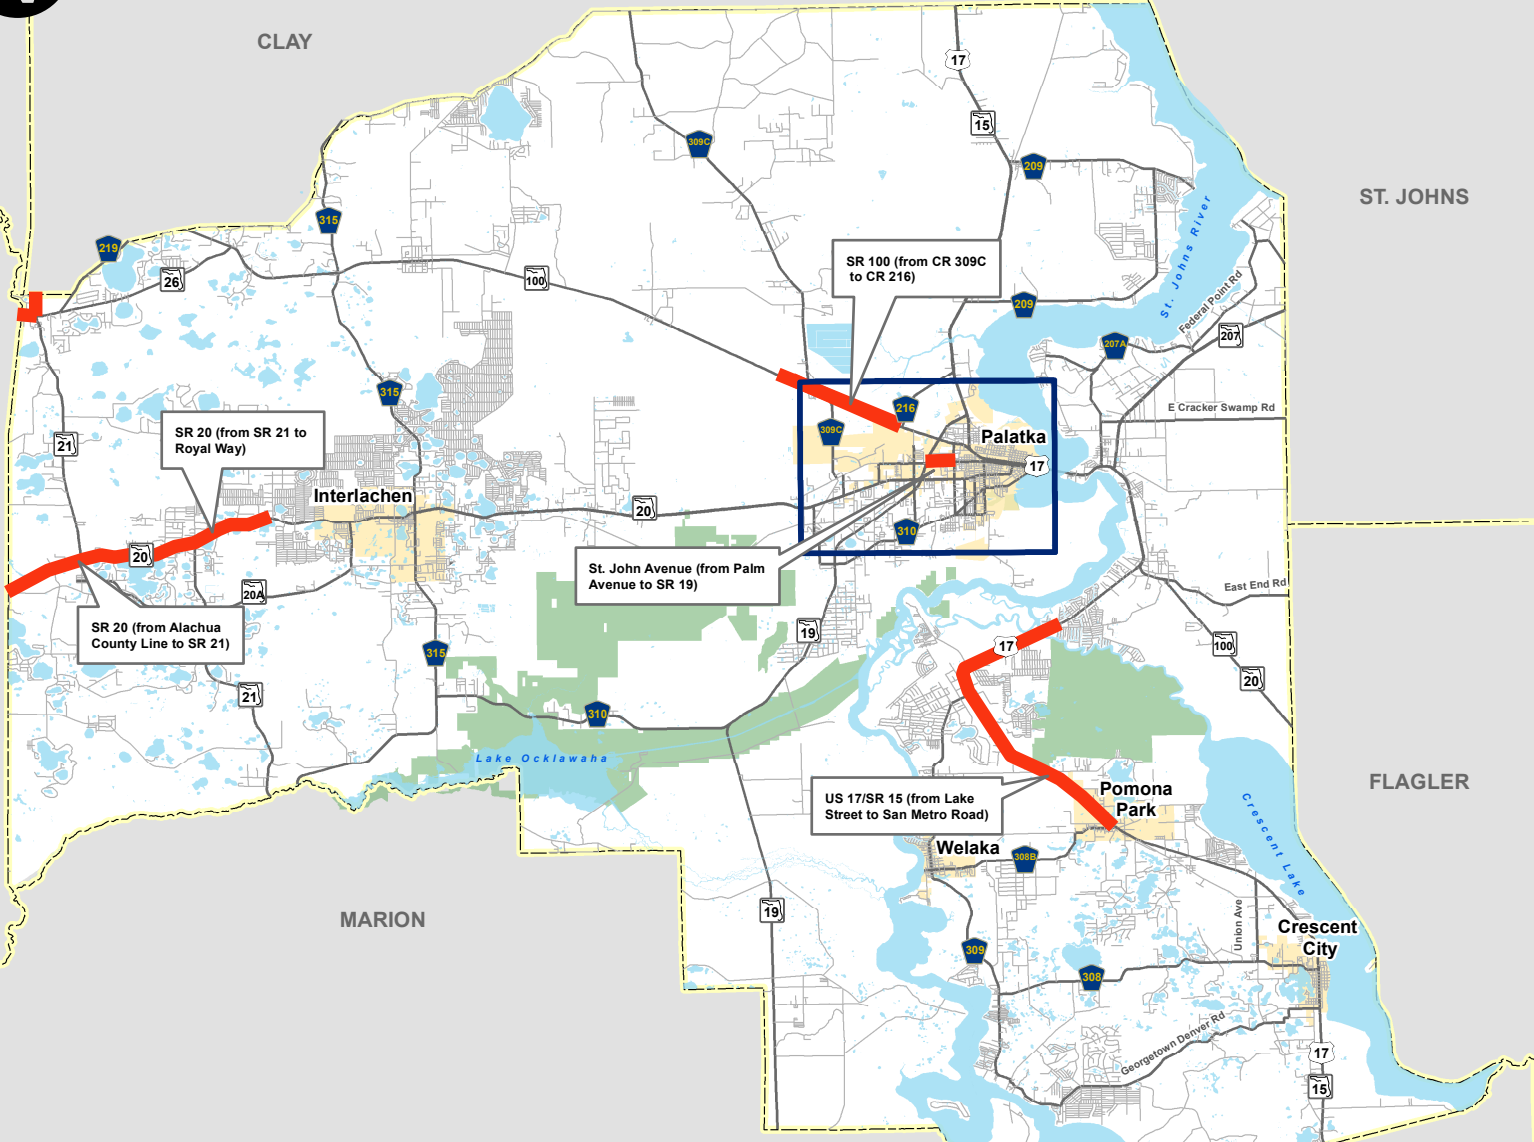 CLAY
17
15
309C
209
ST. JOHNS
315
219
26
100
St. Johns River
SR 100 (from CR 309C
to CR 216)
209
Federal Point Rd
207
207A
315
216
E Cracker Swamp Rd
309C
Palatka
17
21
SR 20 (from SR 21 to
Royal Way)
Interlachen
20
310
20
St. John Avenue (from Palm
Avenue to SR 19)
East End Rd
20A
SR 20 (from Alachua
County Line to SR 21)
19
17
100
20
315
21
310
Lake Ocklawaha
FLAGLER
US 17/SR 15 (from Lake
Street to San Metro Road)
Pomona
Park
Crescent Lake
Welaka
308B
MARION
19
Union Ave
Crescent
City
309
308
Georgetown Denver Rd
17
15